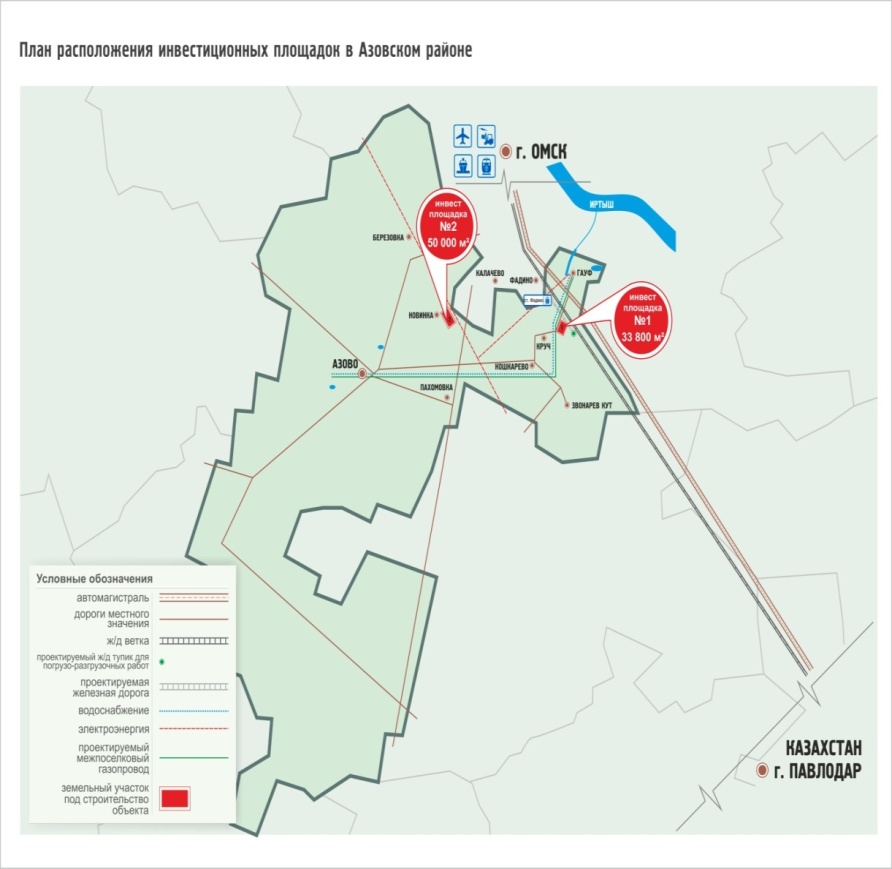 План расположения инвестиционных площадок в Азовском районе
г. ОМСК
ИРТЫШ
инвест
площадка
№2
50 000 м²
БЕРЕЗОВКА
КАЛАЧЕВО
ФАДИНО
ГАУФ
инвест
площадка
№1
33 800 м²
НОВИНКА
КРУЧ
АЗОВО
КОШКАРЕВО
ПАХОМОВКА
ЗВОНАРЕВ КУТ
Условные обозначения
автомагистраль
дороги местного
значения
ж/д ветка
проектируемый ж/д тупик для
погрузо-разгрузочных работ
проектируемая
железная дорога
водоснабжение
электроэнергия
проектируемый
межпоселковый
газопровод
земельный участок
под строительство
объекта
КАЗАХСТАН
г. ПАВЛОДАР